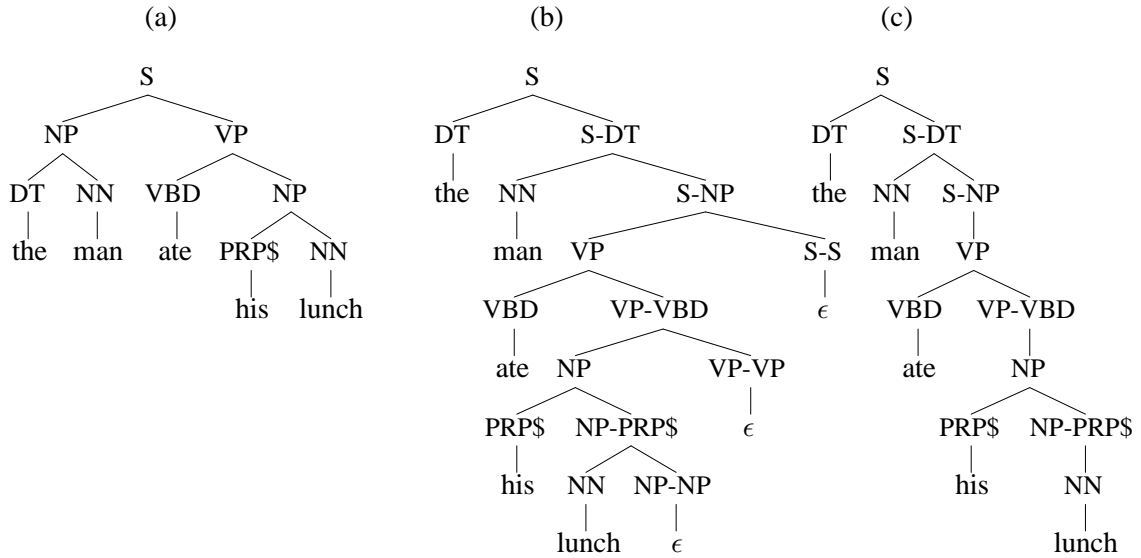 (a) (b) (c)
S S S
NP VP DT S-DT DT S-DT
DT NN VBD NP the NN S-NP the NN S-NP
the man ate PRP$ NN man VP S-S man VP
his lunch VBD VP-VBD ϵ VBD VP-VBD
ate NP VP-VP ate NP
PRP$ NP-PRP$ ϵ PRP$ NP-PRP$
his NN NP-NP his NN
lunch ϵ lunch